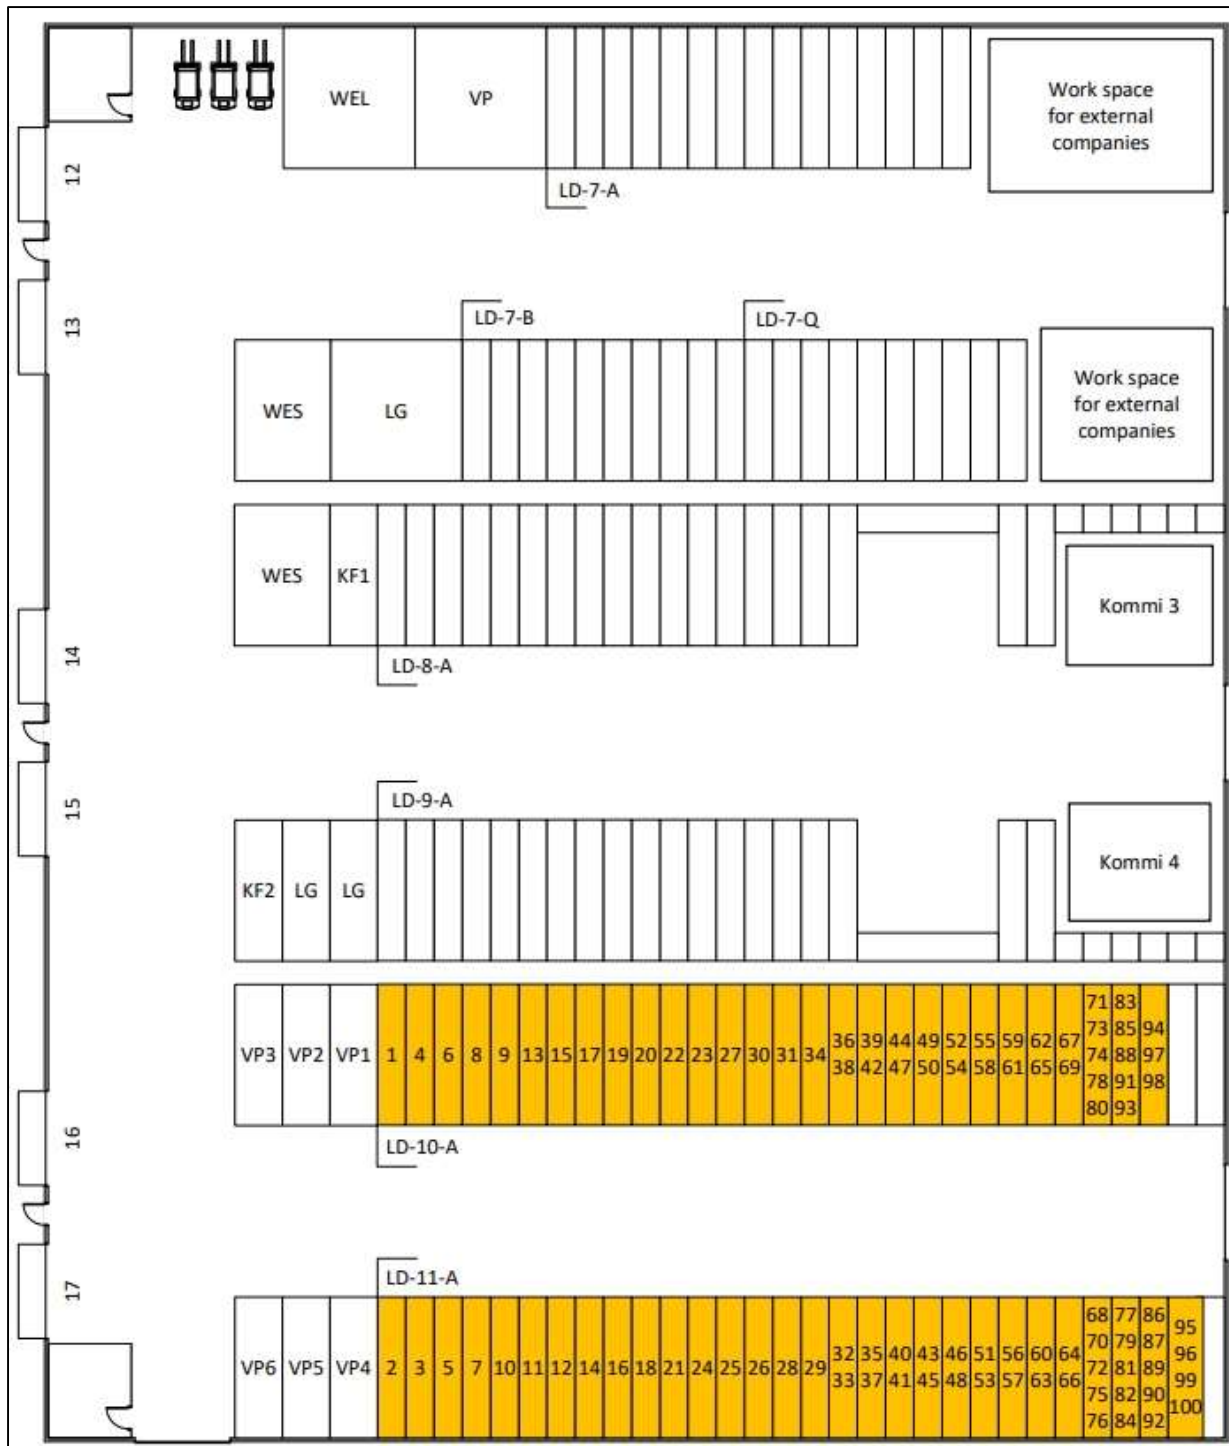 WEL VP
Work space
for external
companies
12
LD-7-A
13
LD-7-B LD-7-Q
WES LG
Work space
for external
companies
WES KF1
Kommi 3
14
LD-8-A
15
LD-9-A
KF2 LG LG
Kommi 4
71 83
36 39 44 49 52 55 59 62 67 73 85 94
VP3 VP2 VP1 1 4 6 8 9 13 15 17 19 20 22 23 27 30 31 34 74 88 97
38 42 47 50 54 58 61 65 69 78 91 98
80 93
16
LD-10-A
LD-11-A
17
68 77 86 95
32 35 40 43 46 51 56 60 64 70 79 87 96
VP6 VP5 VP4 2 3 5 7 10 11 12 14 16 18 21 24 25 26 28 29 72 81 89
33 37 41 45 48 53 57 63 66 75 82 90 99
76 84 92 100